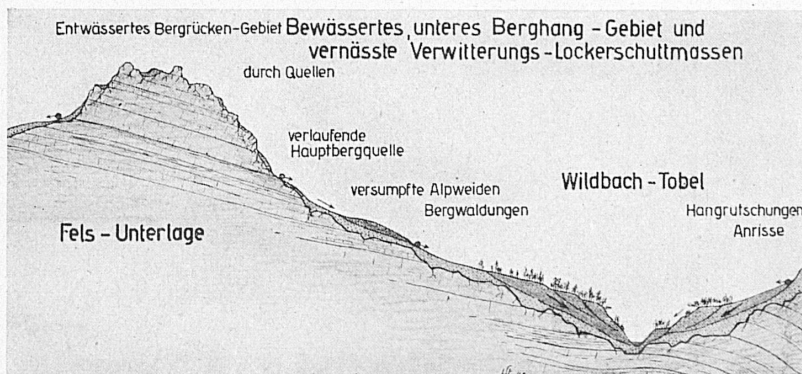 Entwässertes Bergrücken-Gebiet Bewässertes, unteres Berghang - Gebiet und
vernässte Verwitterungs - Lockerschuttmassen
durch Quellen
verlaufende
Hauptbergquelle
versumpfte Alpweiden
Bergwaldungen
Wildbach - Tobel
Hangrutschungen
Anrisse
Fels - Unterlage